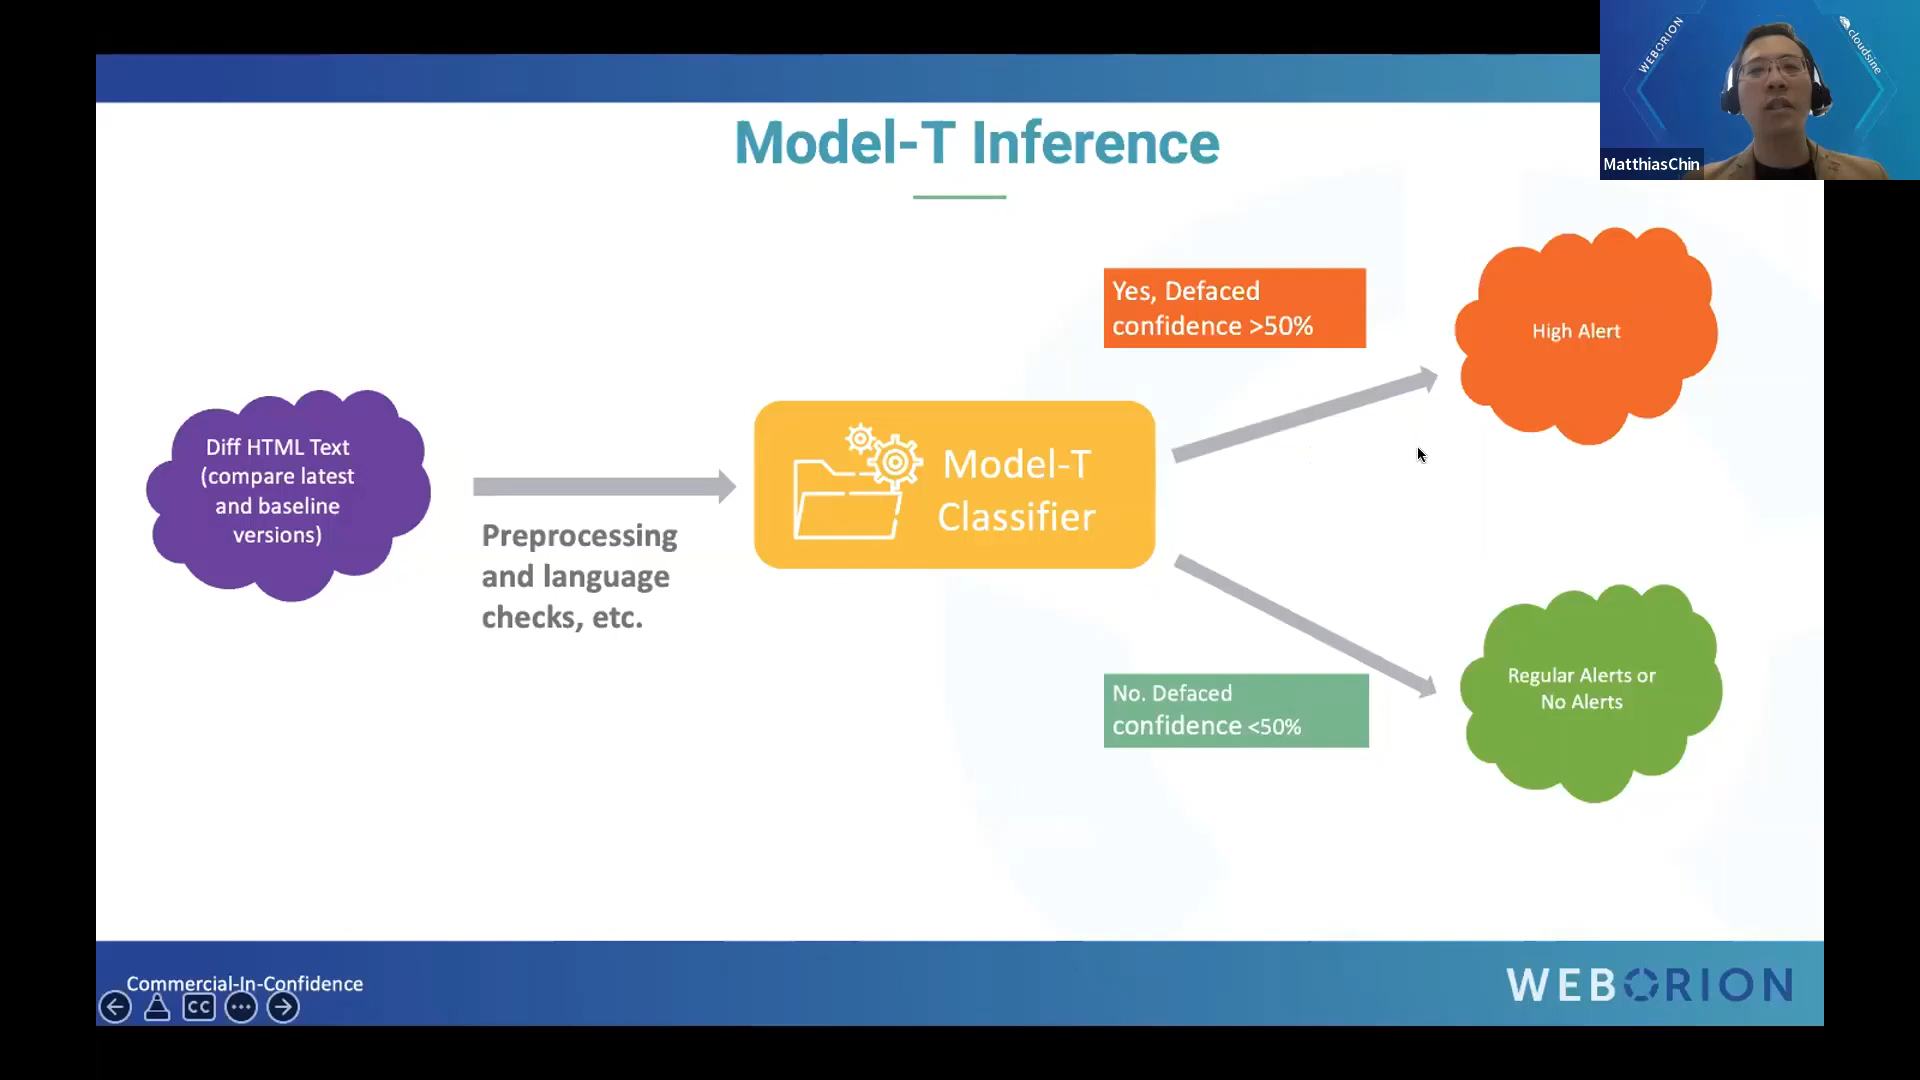 WEBORION
cloudsine
MatthiasChin
Model-T Inference
Yes, Defaced
confidence >50%
High Alert
Diff HTML Text
(compare latest
and baseline
versions)
Preprocessing
and language
checks, etc.
Model-T
Classifier
No. Defaced
confidence <50%
Regular Alerts or
No Alerts
Commercial-In-Confidence
CC
WEBORION